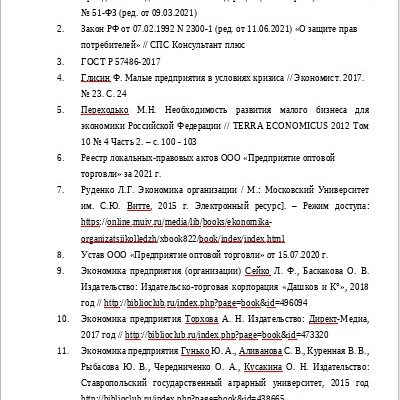 № 51-ФЗ (ред. от 09.03.2021)
2. Закон РФ от 07.02.1992 N 2300-1 (ред. от 11.06.2021) «О защите прав
потребителей» // СПС Консультант плюс
3. ГОСТ Р 57486-2017
4. Глисин Ф. Малые предприятия в условиях кризиса // Экономист. 2017.
№ 23. С. 24
5. Переходько М.Н. Необходимость развития малого бизнеса для
экономики Российской Федерации // TERRA ECONOMICUS 2012 Том
10 № 4 Часть 2. – с. 100 - 103
6. Реестр локальных-правовых актов ООО «Предприятие оптовой
торговли» за 2021 г.
7. Руденко Л.Г. Экономика организации / М.: Московский Университет
им. С.Ю. Витте, 2015 г. Электронный ресурс]. – Режим доступа:
https://online.muiv.ru/media/lib/books/ekonomika-
organizatsiikolledzh/xbook822/book/index/index.html
8. Устав ООО «Предприятие оптовой торговли» от 15.07.2020 г.
9. Экономика предприятия (организации) Сейко Л. Ф., Баскакова О. В.
Издательство: Издательско-торговая корпорация «Дашков и К°», 2018
год // http://biblioclub.ru/index.php?page=book&id=496094
10. Экономика предприятия Торхова А. Н. Издательство: Директ-Медиа,
2017 год // http://biblioclub.ru/index.php?page=book&id=473320
11. Экономика предприятия Гунько Ю. А., Аливанова С. В., Куренная В. В.,
Рыбасова Ю. В., Чередниченко О. А., Кусакина О. Н. Издательство:
Ставропольский государственный аграрный университет, 2015 год
http://biblioclub.ru/index.php?page=book&id=438665